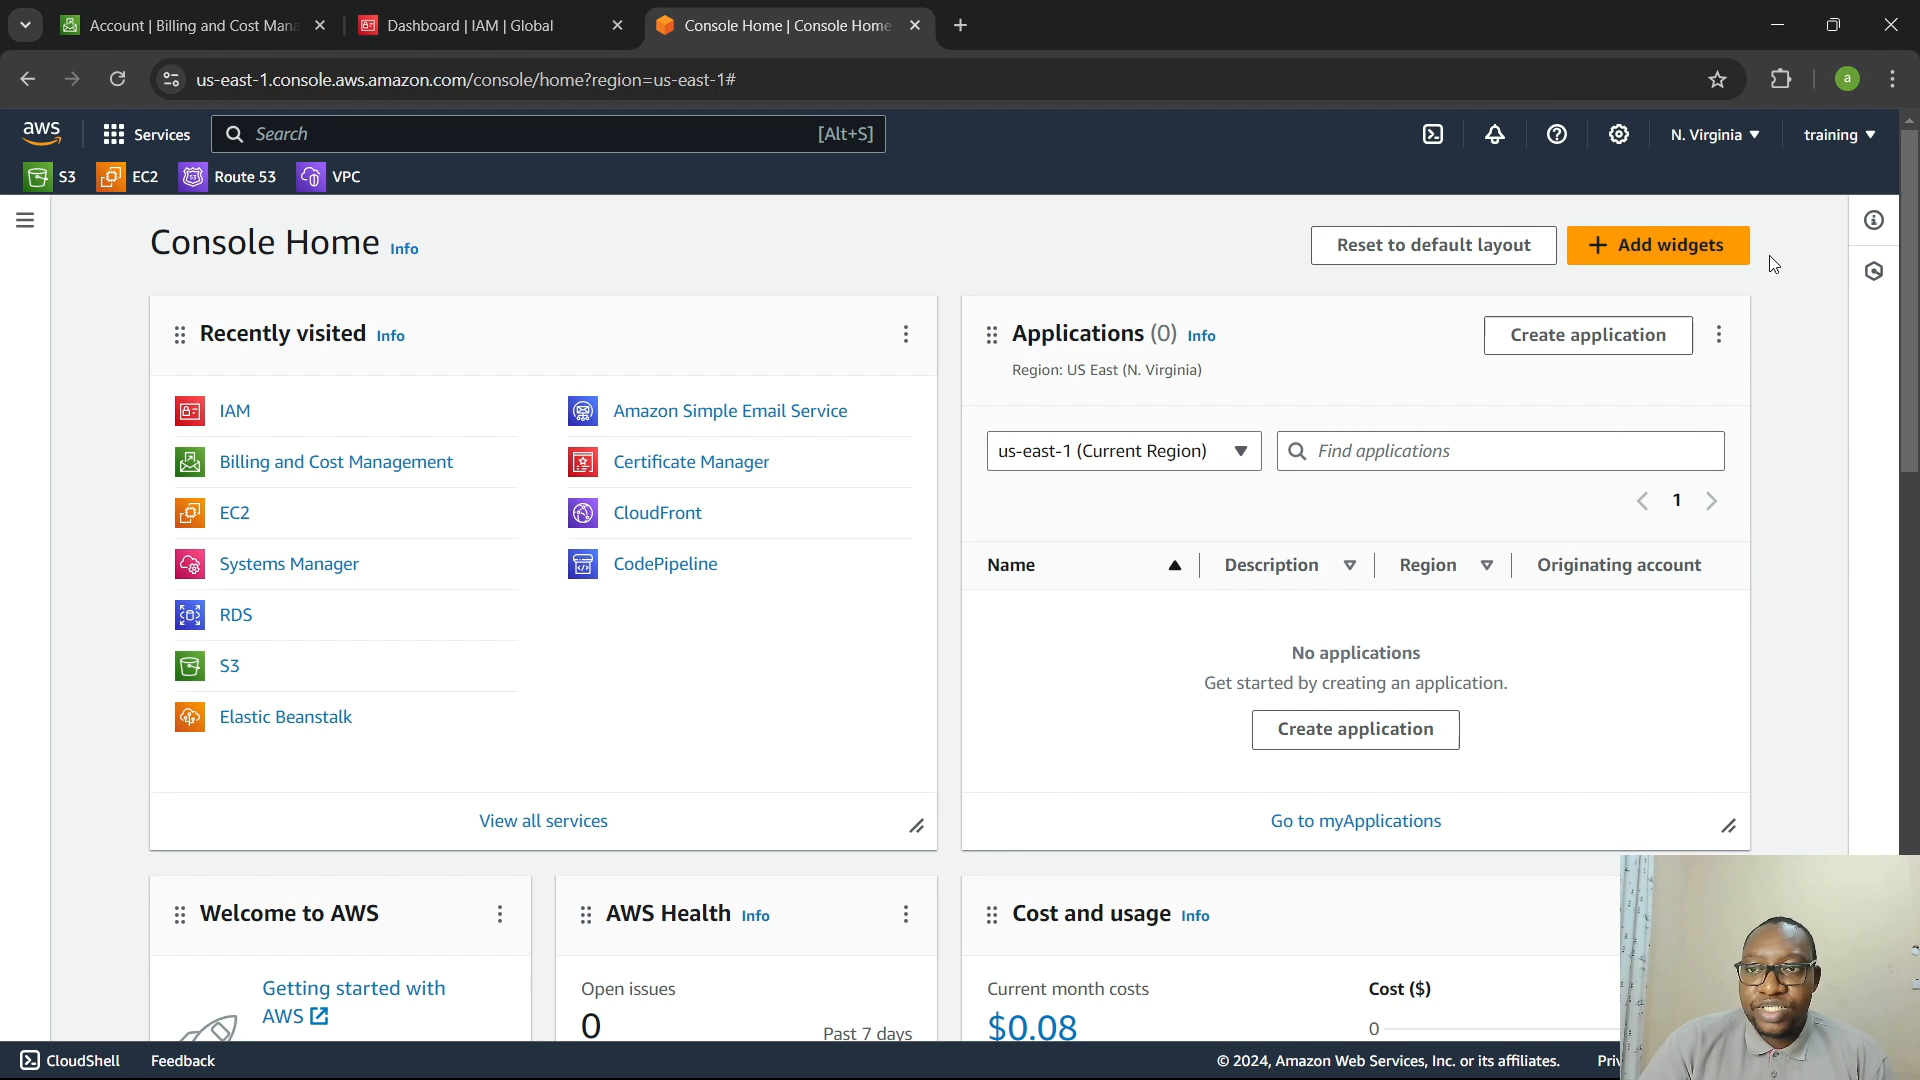 Account | Billing and Cost Mana
Dashboard | IAM | Global
Console Home | Console Home
us-east-1.console.aws.amazon.com/console/home?region=us-east-1#
a
aws
Services
Search
[Alt+S]
N. Virginia
training
S3
EC2
Route 53
VPC
Console Home Info
Reset to default layout
Add widgets
Recently visited Info
IAM
Billing and Cost Management
EC2
Systems Manager
RDS
S3
Elastic Beanstalk
Amazon Simple Email Service
Certificate Manager
CloudFront
CodePipeline
View all services
Applications (0) Info
Region: US East (N. Virginia)
Create application
us-east-1 (Current Region)
Find applications
1
Name
Description
Region
Originating account
No applications
Get started by creating an application.
Create application
Go to myApplications
Welcome to AWS
Getting started with
AWS
AWS Health Info
Open issues
0
Past 7 days
Cost and usage Info
Current month costs
$0.08
Cost ($)
0
CloudShell
Feedback
© 2024, Amazon Web Services, Inc. or its affiliates.